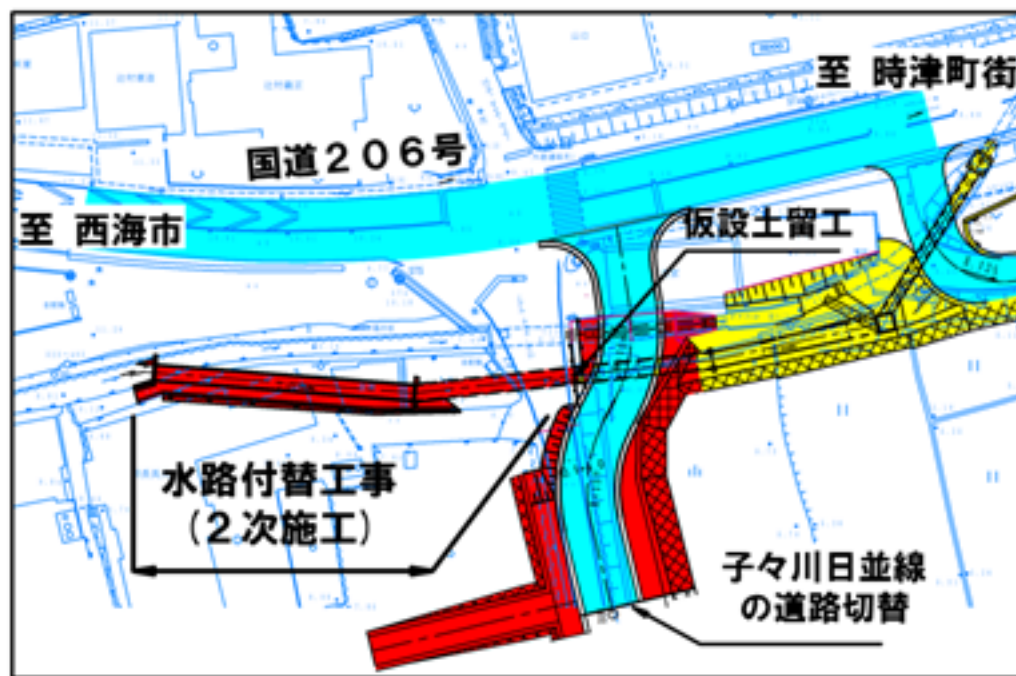 至 時津町街
国道２０６号
至 西海市
仮設土留工
水路付替工事
（２次施工）
子々川日並線
の道路切替